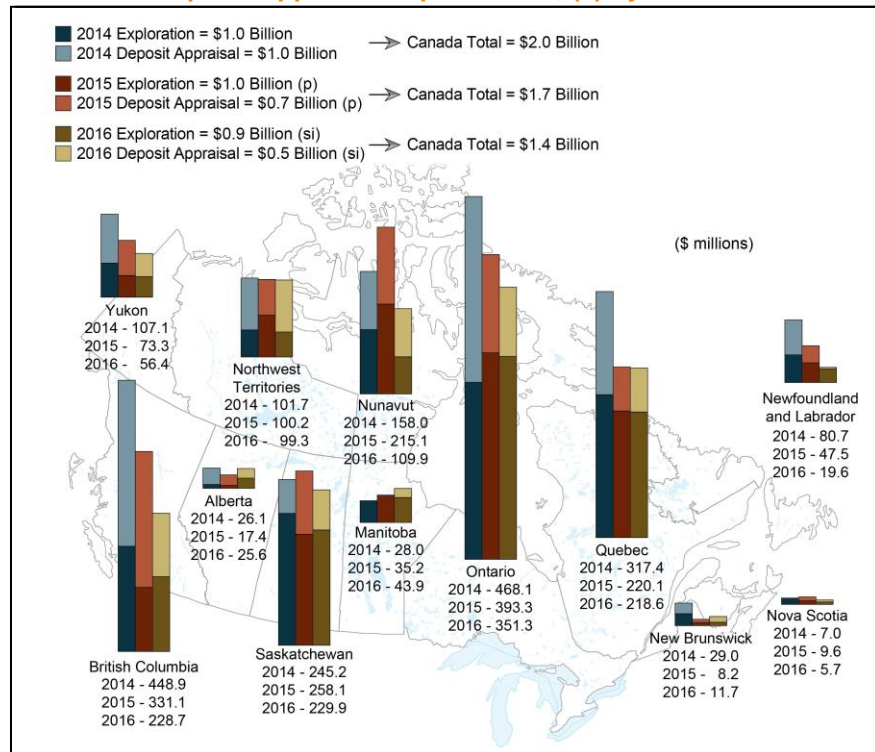 2014 Exploration = $1.0 Billion
2014 Deposit Appraisal = $1.0 Billion
Canada Total = $2.0 Billion
2015 Exploration = $1.0 Billion (p)
2015 Deposit Appraisal = $0.7 Billion (p)
Canada Total = $1.7 Billion
2016 Exploration = $0.9 Billion (si)
2016 Deposit Appraisal = $0.5 Billion (si)
Canada Total = $1.4 Billion
($ millions)
Yukon
2014 - 107.1
2015 - 73.3
2016 - 56.4
Northwest
Territories
2014 - 101.7
2015 - 100.2
2016 - 99.3
Nunavut
2014 - 158.0
2015 - 215.1
2016 - 109.9
Newfoundland
and Labrador
2014 - 80.7
2015 - 47.5
2016 - 19.6
Alberta
2014 - 26.1
2015 - 17.4
2016 - 25.6
Manitoba
2014 - 28.0
2015 - 35.2
2016 - 43.9
Ontario
2014 - 468.1
2015 - 393.3
2016 - 351.3
Quebec
2014 - 317.4
2015 - 220.1
2016 - 218.6
Nova Scotia
2014 - 7.0
2015 - 9.6
2016 - 5.7
New Brunswick
2014 - 29.0
2015 - 8.2
2016 - 11.7
British Columbia
2014 - 448.9
2015 - 331.1
2016 - 228.7
Saskatchewan
2014 - 245.2
2015 - 258.1
2016 - 229.9